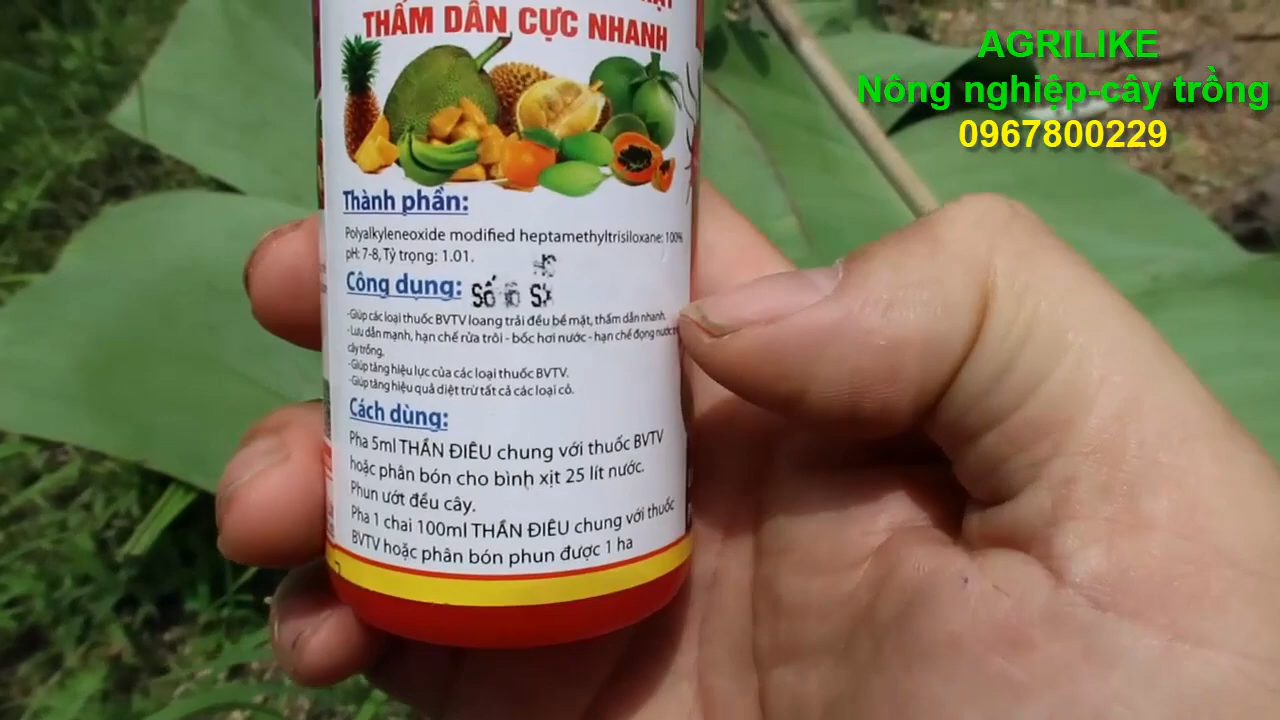 THẤM DẪN CỰC NHANH
AGRILIKE
Nông nghiệp-cây trồng
0967800229
Thành phần:
Polyalkyleneoxide modified heptamethyltrisiloxane: 100%
pH: 7-8, Tỷ trọng: 1.01.
Công dụng: Số SX
-Giúp các loại thuốc BVTV loang trải đều bề mặt, thấm dẫn nhanh.
-Lưu dẫn mạnh, hạn chế rửa trôi - bốc hơi nước - hạn chế đọng nước
cây trồng.
-Giúp tăng hiệu lực của các loại thuốc BVTV.
-Giúp tăng hiệu quả diệt trừ tất cả các loại cỏ.
Cách dùng:
Pha 5ml THẦN ĐIÊU chung với thuốc BVTV
hoặc phân bón cho bình xịt 25 lít nước.
Phun ướt đều cây.
Pha 1 chai 100ml THẦN ĐIÊU chung với thuốc
BVTV hoặc phân bón phun được 1 ha